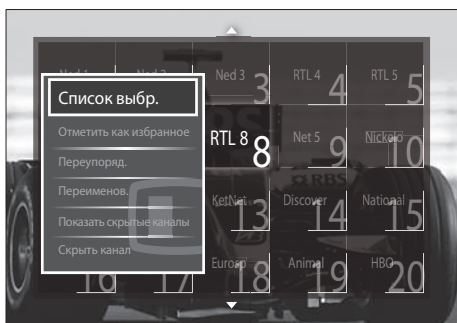 Ned 3
3
RTL 4
4
RTL 5
5
Список выбр.
Отметить как избранное
Переупоряд.
Переименов.
Показать скрытые каналы
Скрыть канал
RTL 8
8
Net 5
9
10
KetNet
13
Discover
14
National
15
16
17
18
Animal
19
HBO
20